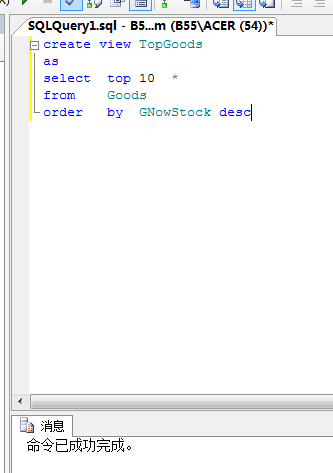 SQLQuery1.sql - B5...m (B55\ACER (54))*
create view TopGoods
as
select top 10 *
from Goods
order by GNowStock desc
消息
命令已成功完成。